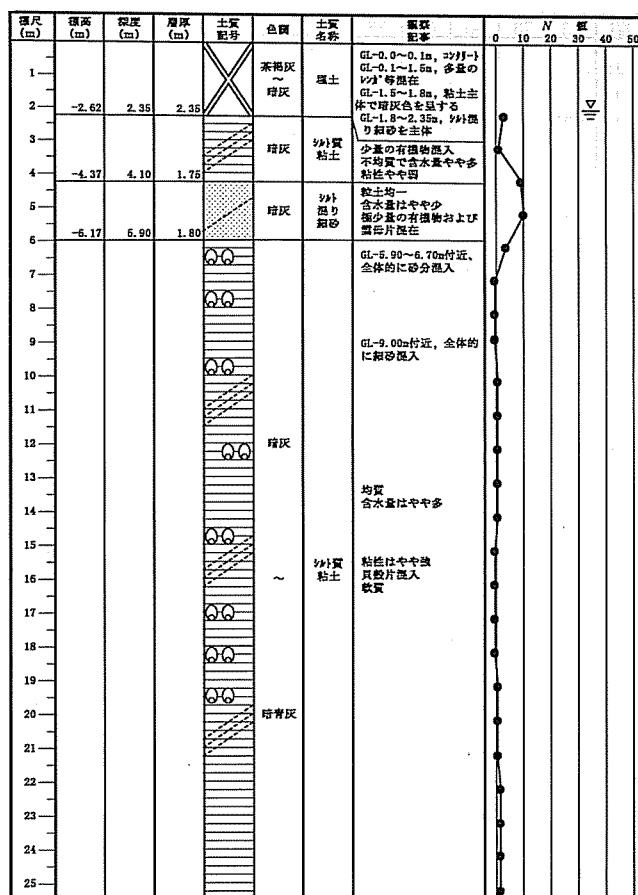 標尺 (m) 標高 (m) 深度 (m) 層厚 (m) 土質記号 色調 土質名称 観察記事 N 値
0 10 20 30 40 50
1
2
3
4
5
6
7
8
9
10
11
12
13
14
15
16
17
18
19
20
21
22
23
24
25
-2.62 2.35 2.35
-4.37 4.10 1.75
-6.17 5.90 1.80
茶褐灰
～
暗灰
暗灰
暗灰
暗灰
～
暗青灰
埋土
シルト質
粘土
シルト
混り
細砂
シルト質
粘土
GL-0.0～0.1m, コンクリート
GL-0.1～1.5m, 多量の
レンガ等混在
GL-1.5～1.8m, 粘土主
体で暗灰色を呈する
GL-1.8～2.35m, シルト混
り細砂を主体
少量の有機物混入
不均質で含水量やや多
粘性やや弱
粒土均一
含水量はやや少
極少量の有機物および
雲母片混在
GL-5.90～6.70m付近、
全体的に砂分混入
GL-9.00m付近, 全体的
に細砂混入
均質
含水量はやや多
粘性はやや強
貝殻片混入
軟質